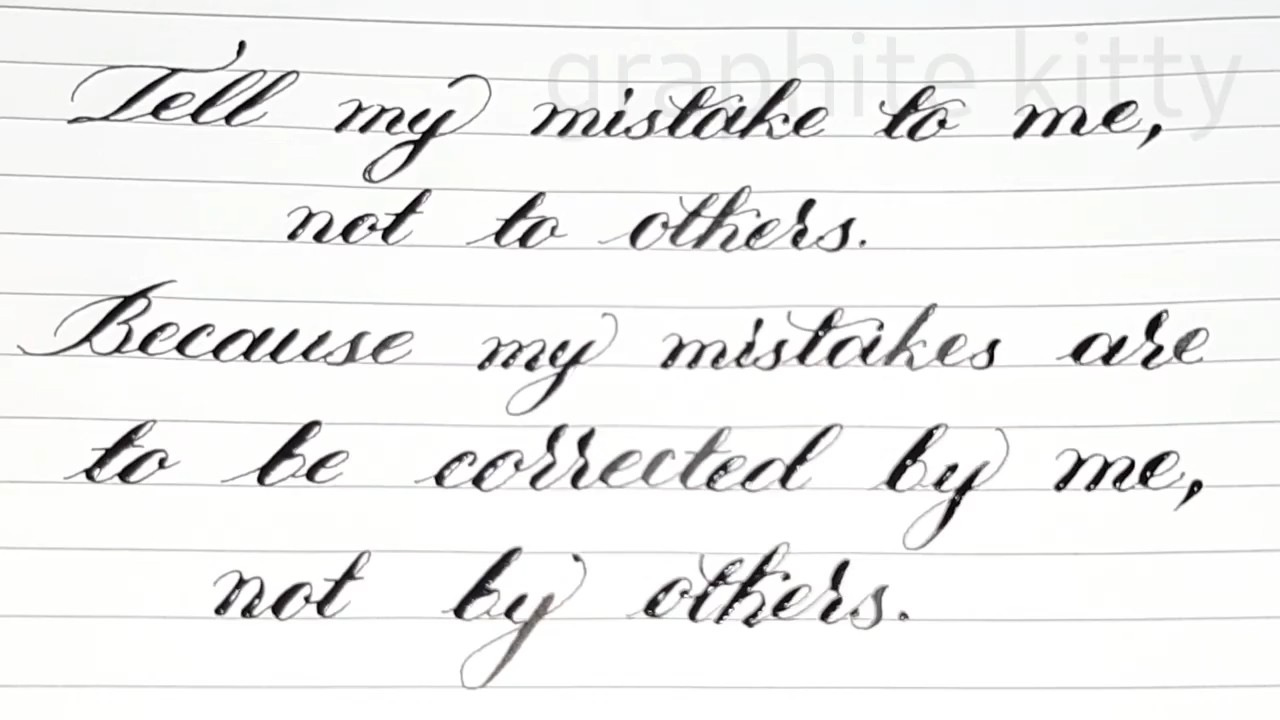 graphite kitty
Tell my mistake to me,
not to others.
Because my mistakes are
to be corrected by me,
not by others.